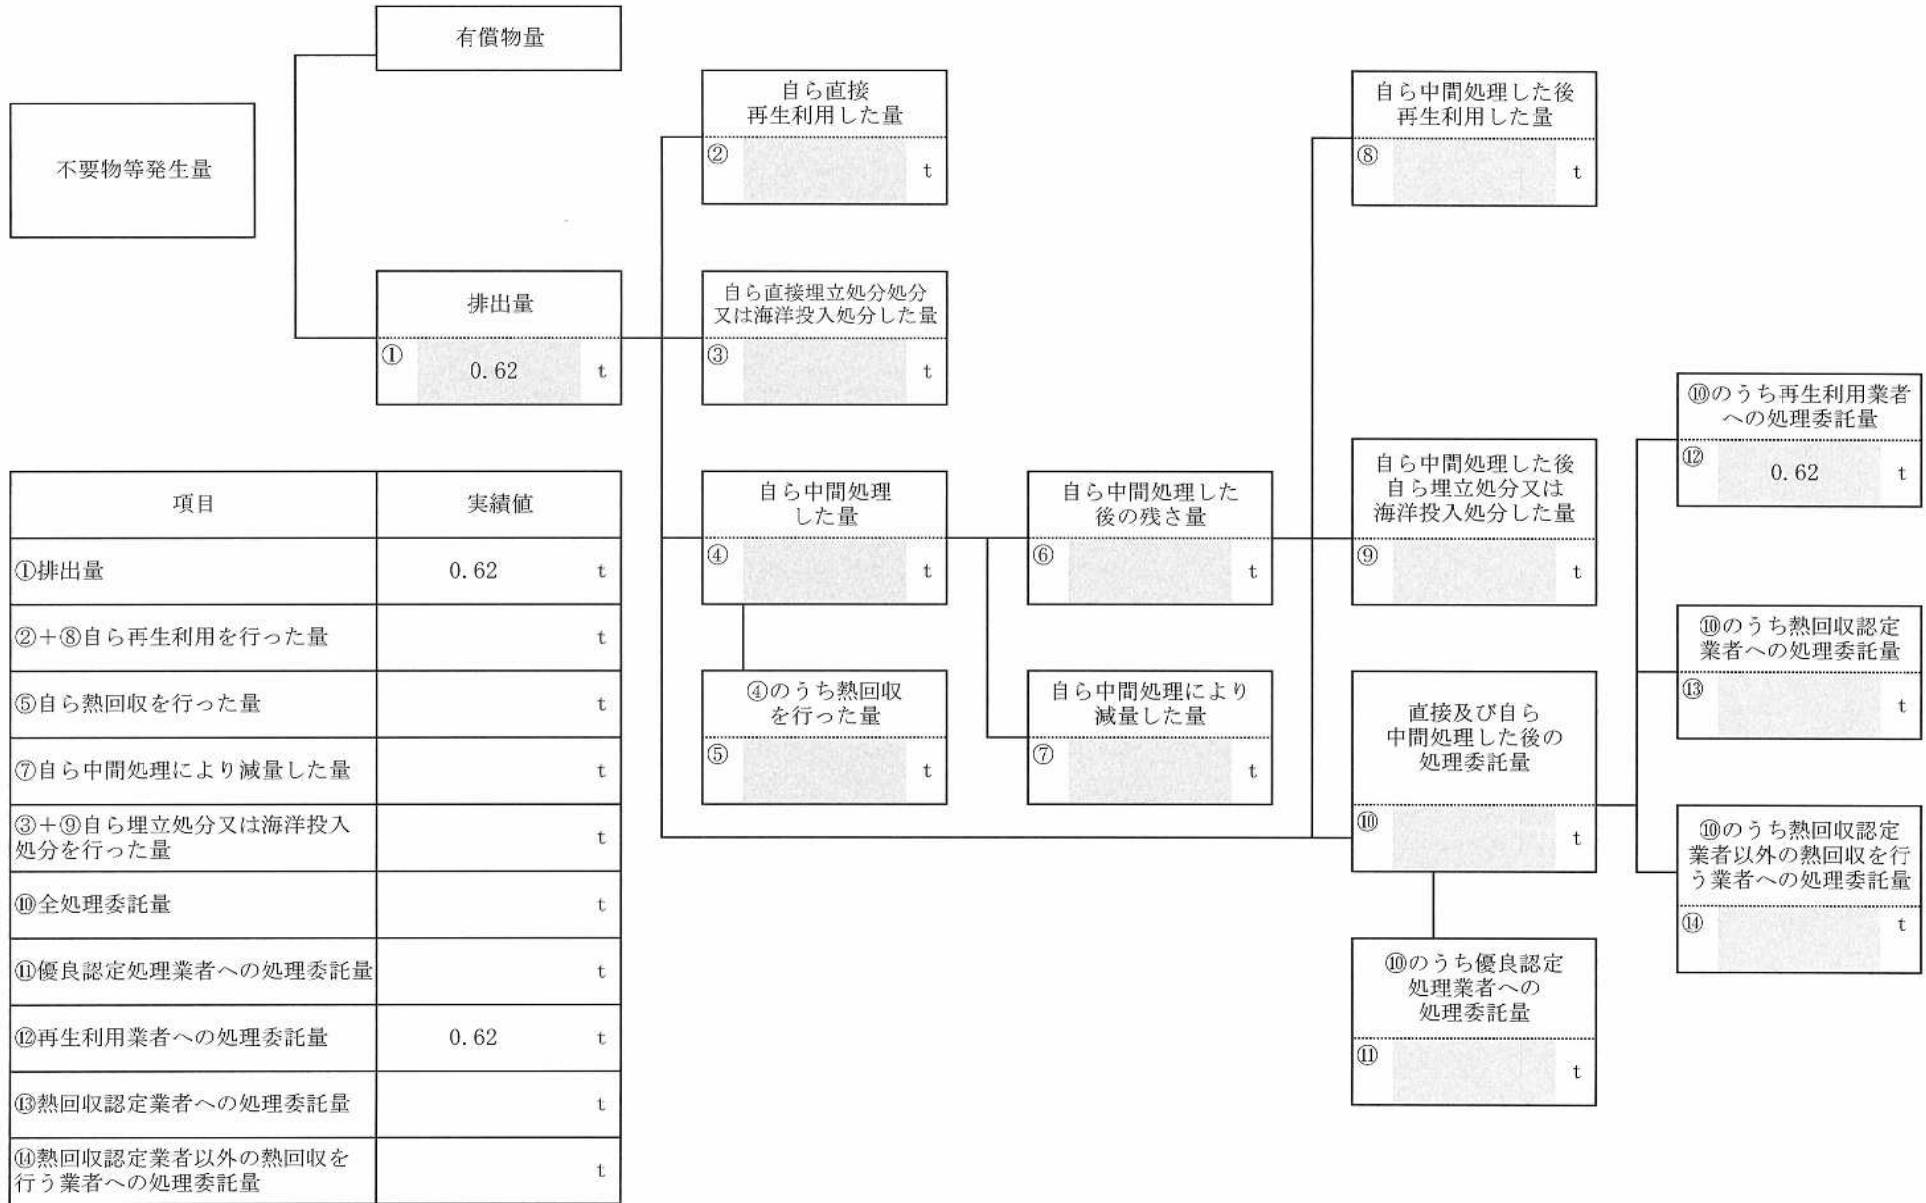 有償物量
不要物等発生量
自ら直接
再生利用した量
② t
自ら中間処理した後
再生利用した量
⑧ t
排出量
① 0.62 t
自ら直接埋立処分処分
又は海洋投入処分した量
③ t
⑩のうち再生利用業者
への処理委託量
⑫ 0.62 t
自ら中間処理
した量
④ t
自ら中間処理した
後の残さ量
⑥ t
自ら中間処理した後
自ら埋立処分又は
海洋投入処分した量
⑨ t
⑩のうち熱回収認定
業者への処理委託量
⑬ t
④のうち熱回収
を行った量
⑤ t
自ら中間処理により
減量した量
⑦ t
直接及び自ら
中間処理した後の
処理委託量
⑩ t
⑩のうち熱回収認定
業者以外の熱回収を行
う業者への処理委託量
⑭ t
⑩のうち優良認定
処理業者への
処理委託量
⑪ t
項目 実績値
①排出量 0.62 t
②+⑧自ら再生利用を行った量 t
⑤自ら熱回収を行った量 t
⑦自ら中間処理により減量した量 t
③+⑨自ら埋立処分又は海洋投入
処分を行った量 t
⑩全処理委託量 t
⑪優良認定処理業者への処理委託量 t
⑫再生利用業者への処理委託量 0.62 t
⑬熱回収認定業者への処理委託量 t
⑭熱回収認定業者以外の熱回収を
行う業者への処理委託量 t